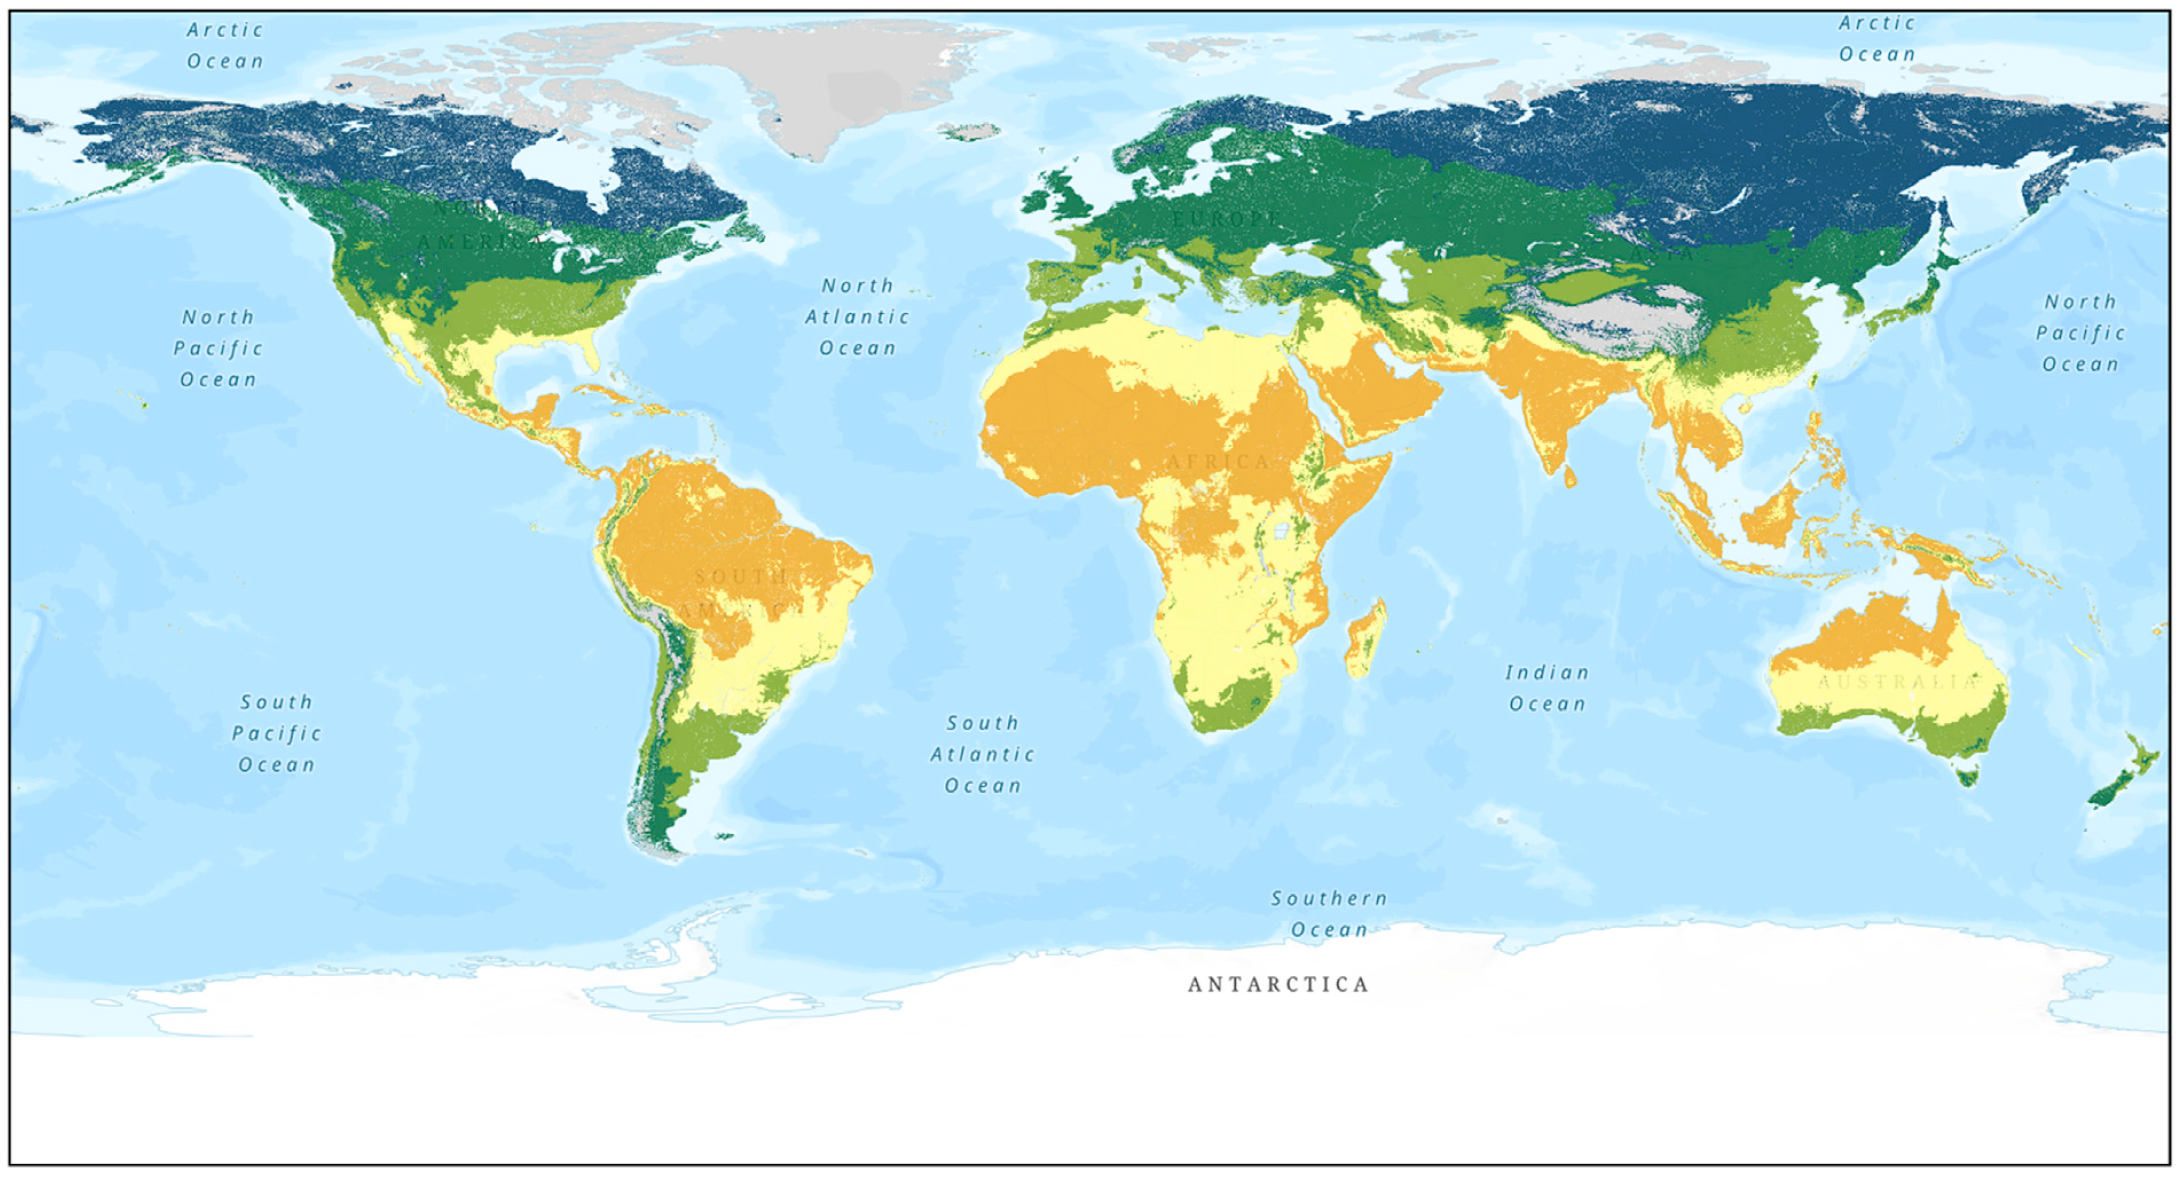 Arctic
Ocean
Arctic
Ocean
NORTH
AMERICA
EUROPE
ASIA
North
Atlantic
Ocean
North
Pacific
Ocean
North
Pacific
Ocean
AFRICA
SOUTH
AMERICA
Indian
Ocean
AUSTRALIA
South
Pacific
Ocean
South
Atlantic
Ocean
Southern
Ocean
ANTARCTICA